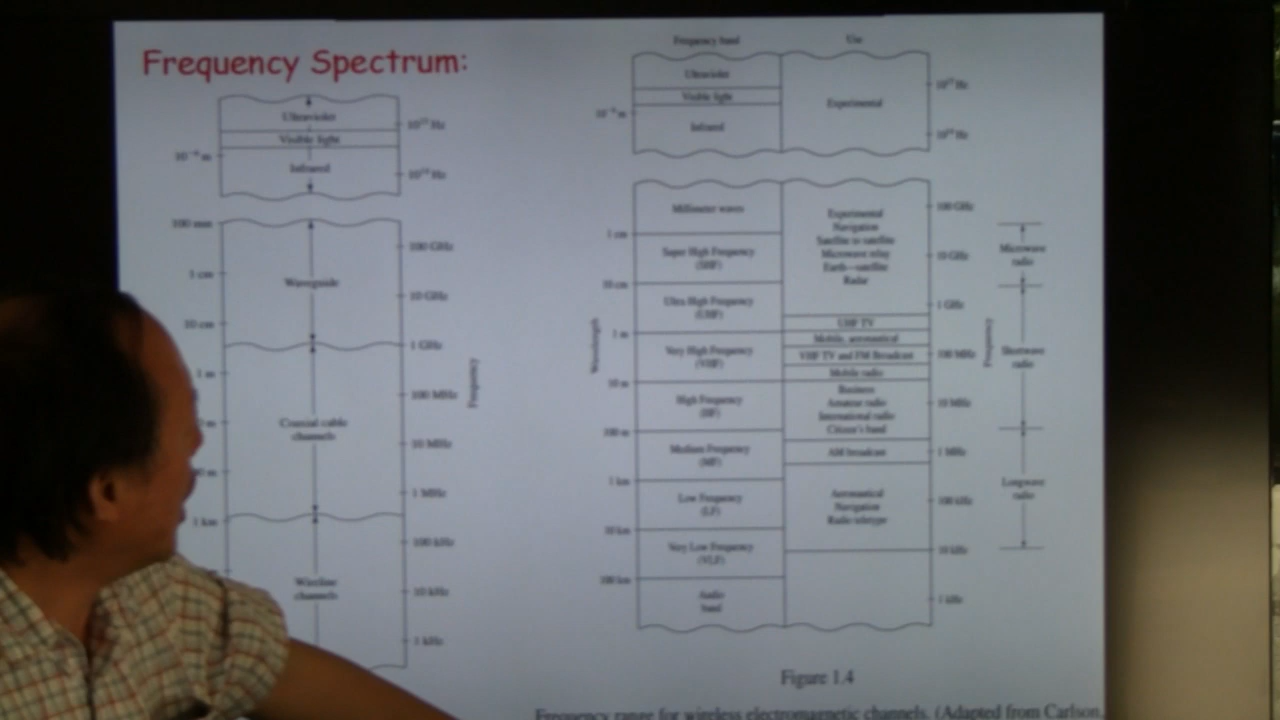 Frequency Spectrum:
Ultraviolet
Visible light
Infrared
10¹⁵ Hz
10¹⁴ Hz
10⁻⁶ m
100 mm
1 cm
10 cm
1 m
1 km
Waveguide
Coaxial cable
channels
Wireline
channels
100 GHz
10 GHz
1 GHz
100 MHz
10 MHz
1 MHz
100 kHz
10 kHz
1 kHz
Frequency
Frequency band
Use
Ultraviolet
Visible light
Infrared
Experimental
10⁻⁶ m
10¹⁵ Hz
10¹⁴ Hz
Wavelength
1 cm
10 cm
1 m
10 m
100 m
1 km
10 km
100 km
Millimeter waves
Super High Frequency
(SHF)
Ultra High Frequency
(UHF)
Very High Frequency
(VHF)
High Frequency
(HF)
Medium Frequency
(MF)
Low Frequency
(LF)
Very Low Frequency
(VLF)
Audio
band
Experimental
Navigation
Satellite to satellite
Microwave relay
Earth—satellite
Radar
UHF TV
Mobile, aeronautical
VHF TV and FM Broadcast
Mobile radio
Business
Amateur radio
International radio
Citizen's band
AM broadcast
Aeronautical
Navigation
Radio teletype
100 GHz
10 GHz
1 GHz
100 MHz
10 MHz
1 MHz
100 kHz
10 kHz
1 kHz
Frequency
Microwave
radio
Shortwave
radio
Longwave
radio
Figure 1.4
Frequency range for wireless electromagnetic channels. (Adapted from Carlson,